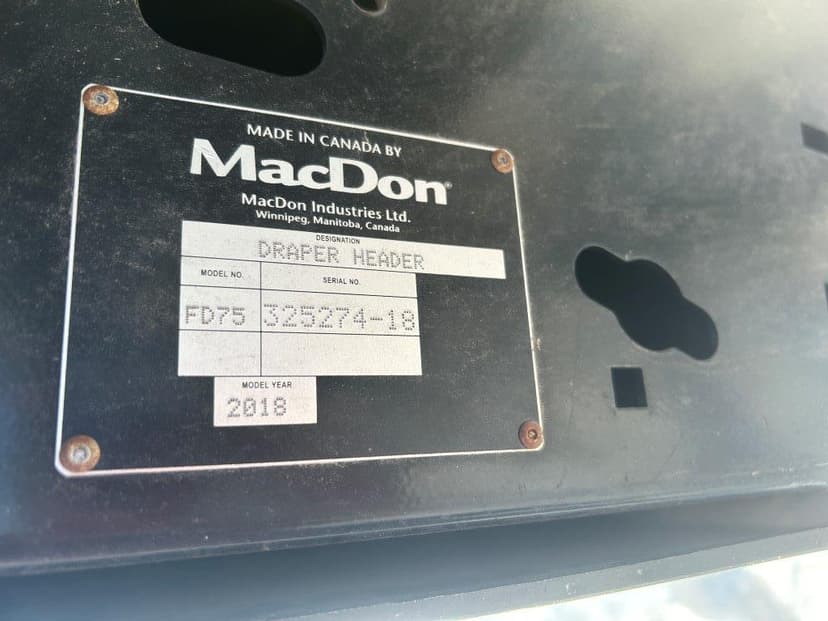 MADE IN CANADA BY
MacDon®
MacDon Industries Ltd.
Winnipeg, Manitoba, Canada
DESIGNATION
DRAPER HEADER
MODEL NO. SERIAL NO.
FD75 325274-18
MODEL YEAR
2018